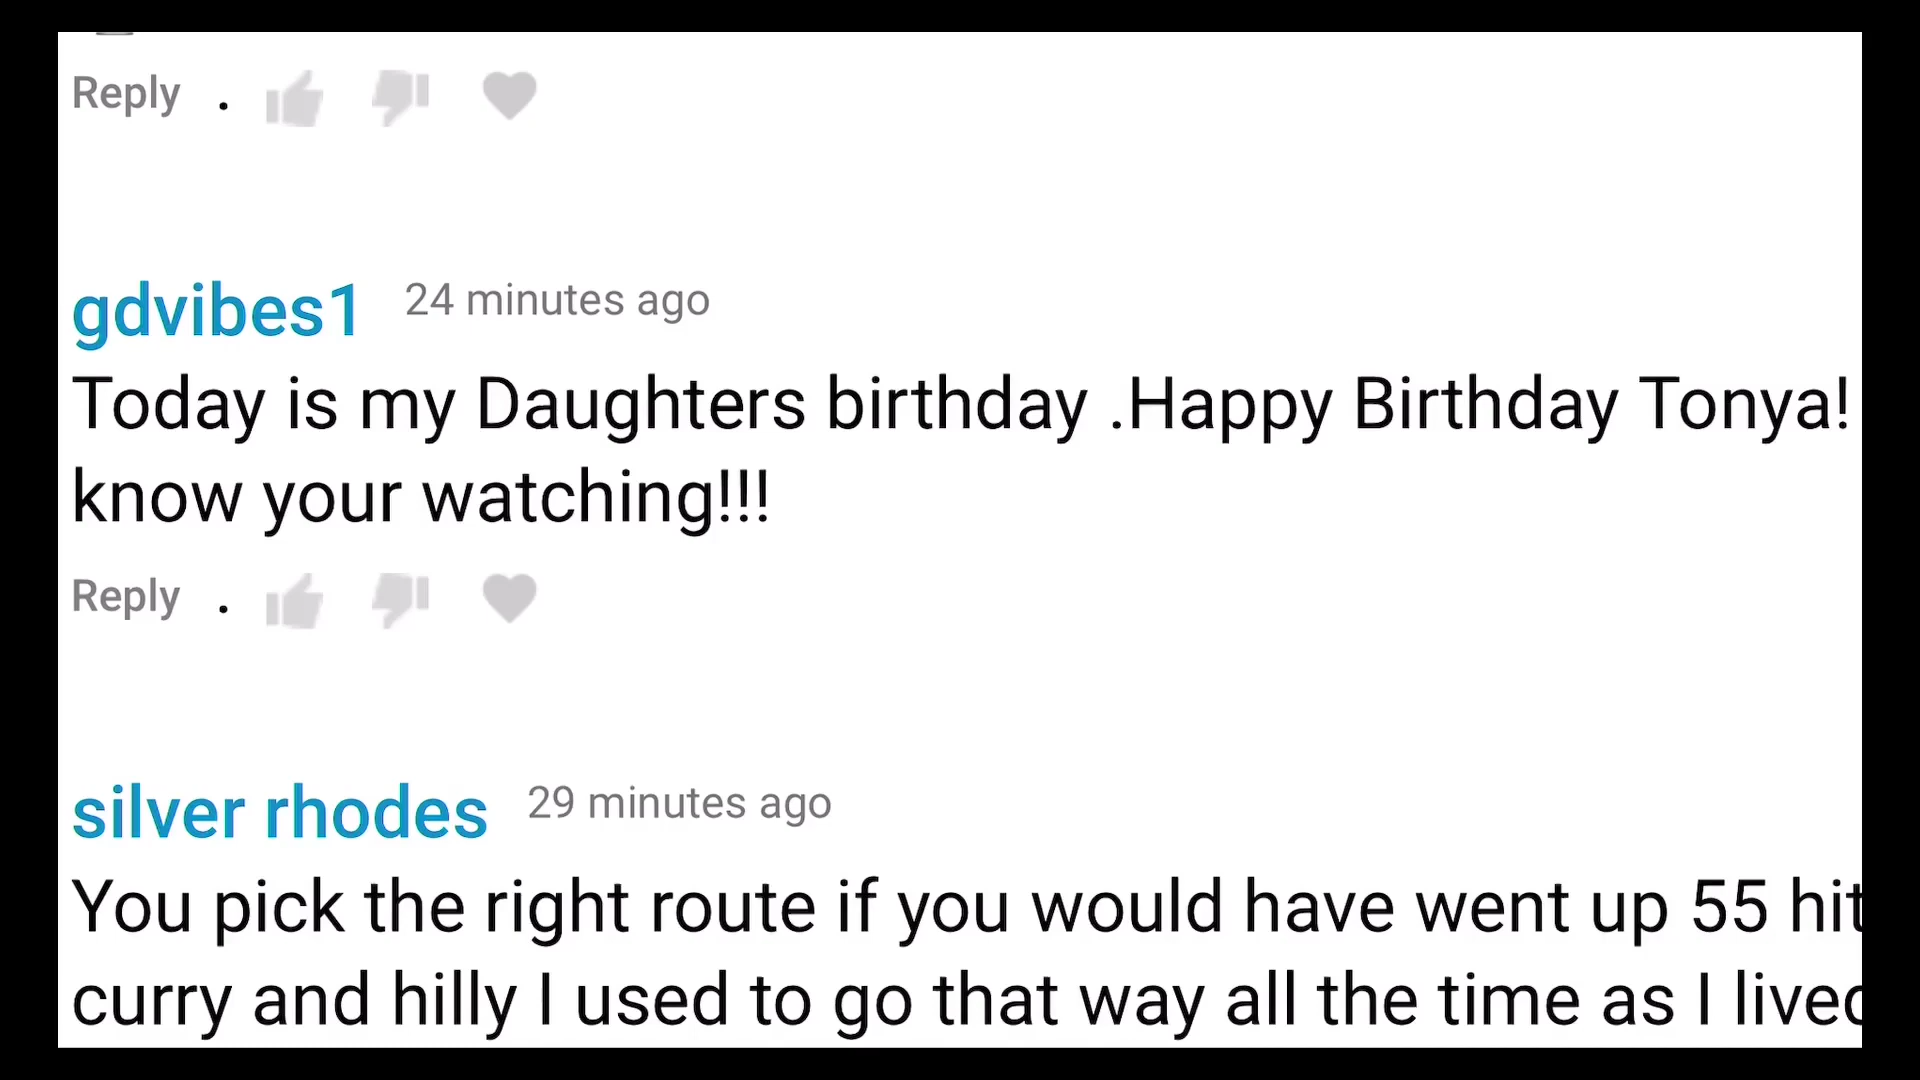 Reply .
gdvibes1 24 minutes ago
Today is my Daughters birthday .Happy Birthday Tonya!
know your watching!!!
Reply .
silver rhodes 29 minutes ago
You pick the right route if you would have went up 55 hit
curry and hilly I used to go that way all the time as I lived